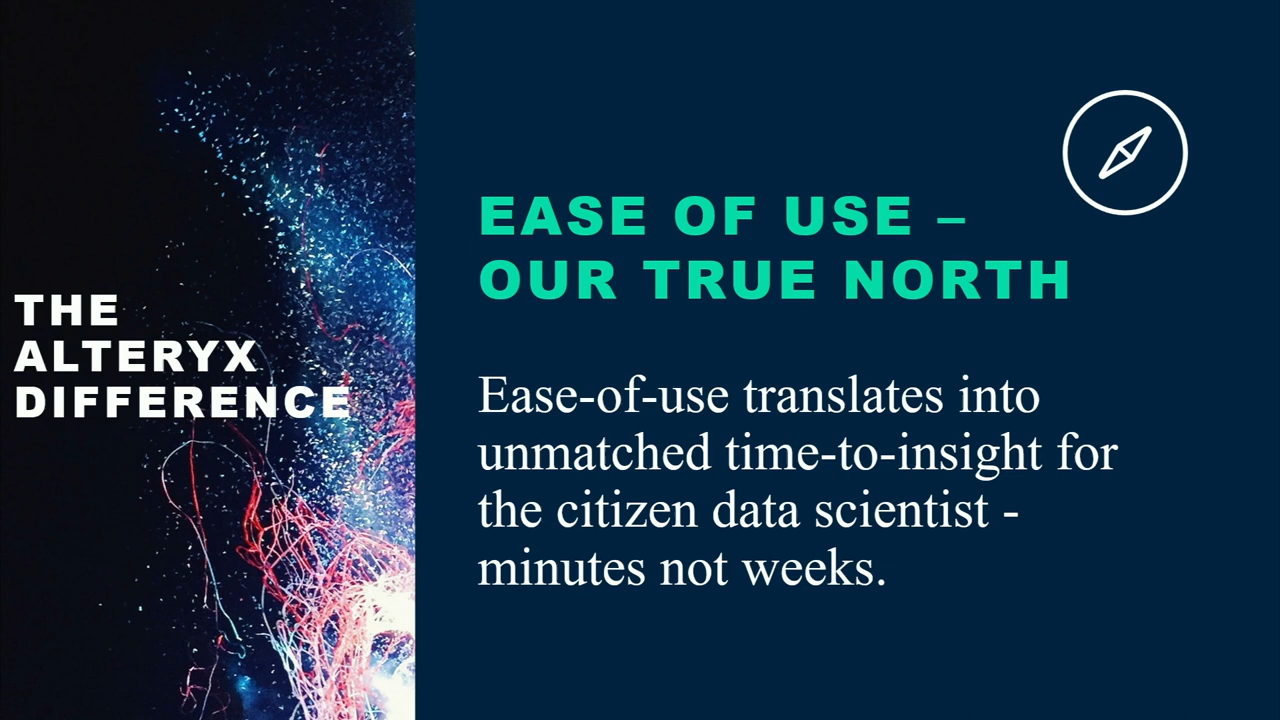 THE
ALTERYX
DIFFERENCE
EASE OF USE –
OUR TRUE NORTH
Ease-of-use translates into
unmatched time-to-insight for
the citizen data scientist -
minutes not weeks.